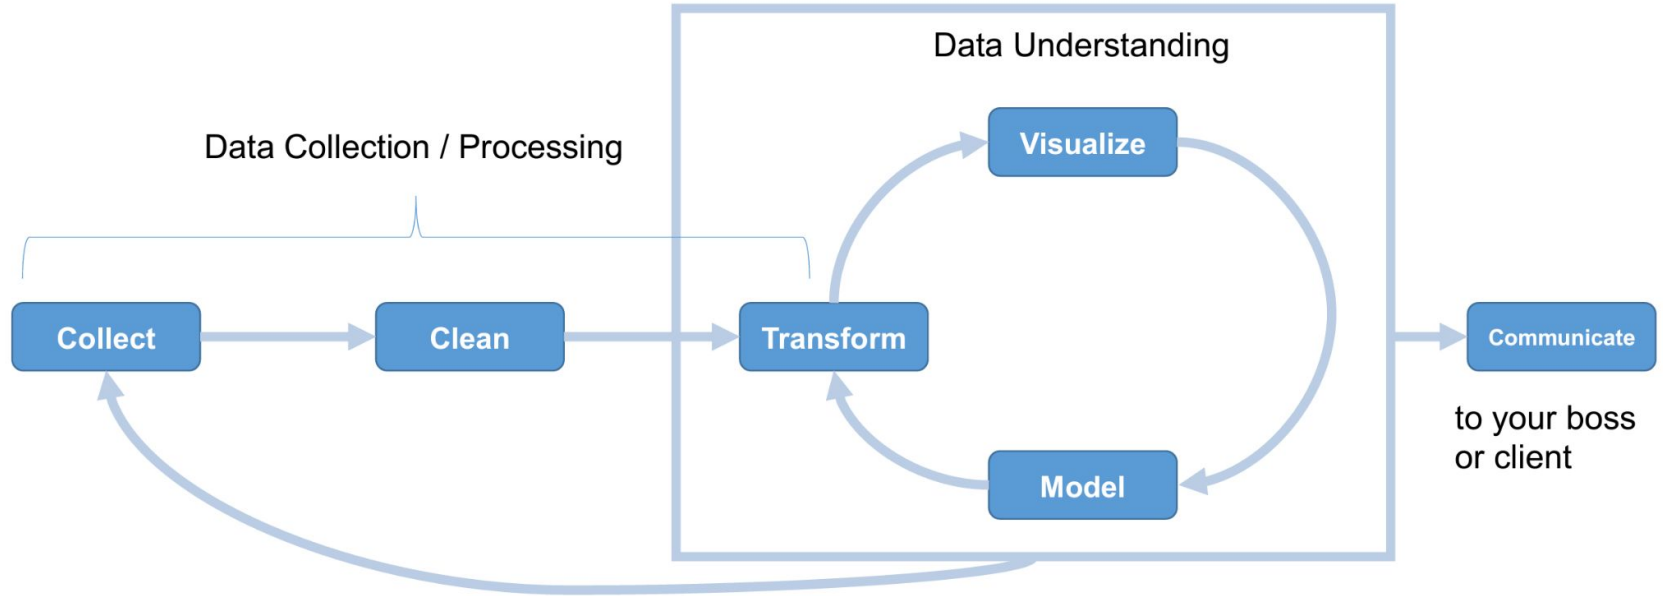 Data Understanding
Data Collection / Processing
Visualize
Collect
Clean
Transform
Communicate
to your boss
or client
Model